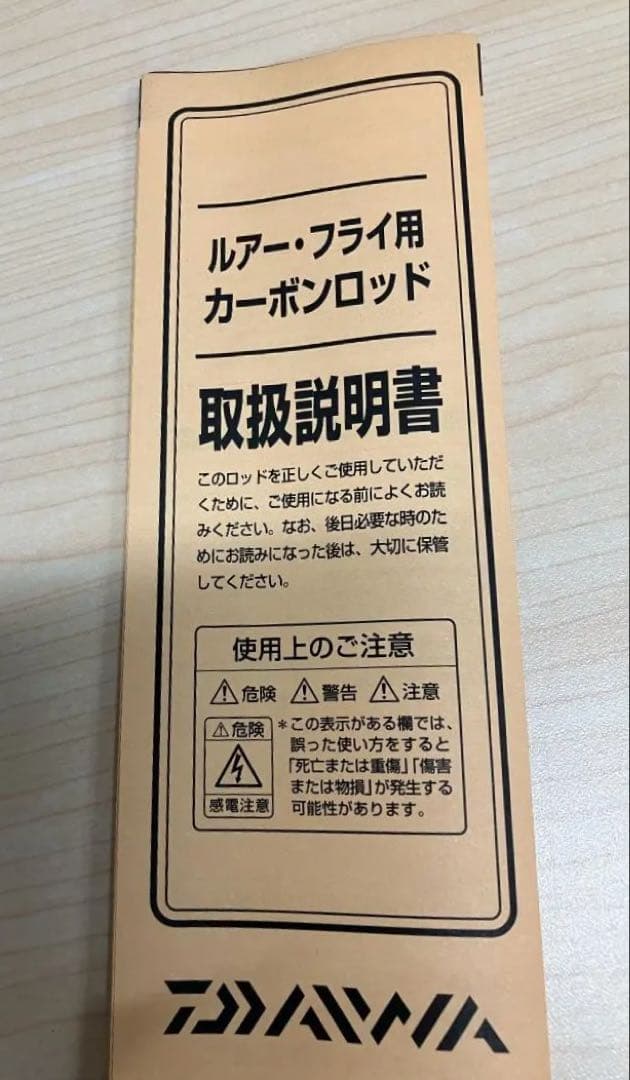 ルアー・フライ用
カーボンロッド
取扱説明書
このロッドを正しくご使用していただ
くために、ご使用になる前によくお読
みください。なお、後日必要な時のた
めにお読みになった後は、大切に保管
してください。
使用上のご注意
⚠危険 ⚠警告 ⚠注意
⚠危険
感電注意
*この表示がある欄では、
誤った使い方をすると
「死亡または重傷」「傷害
または物損」が発生する
可能性があります。
DAIWA